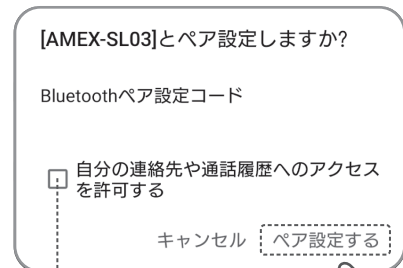 [AMEX-SL03]とペア設定しますか?
Bluetoothペア設定コード
自分の連絡先や通話履歴へのアクセス
を許可する
キャンセル ペア設定する